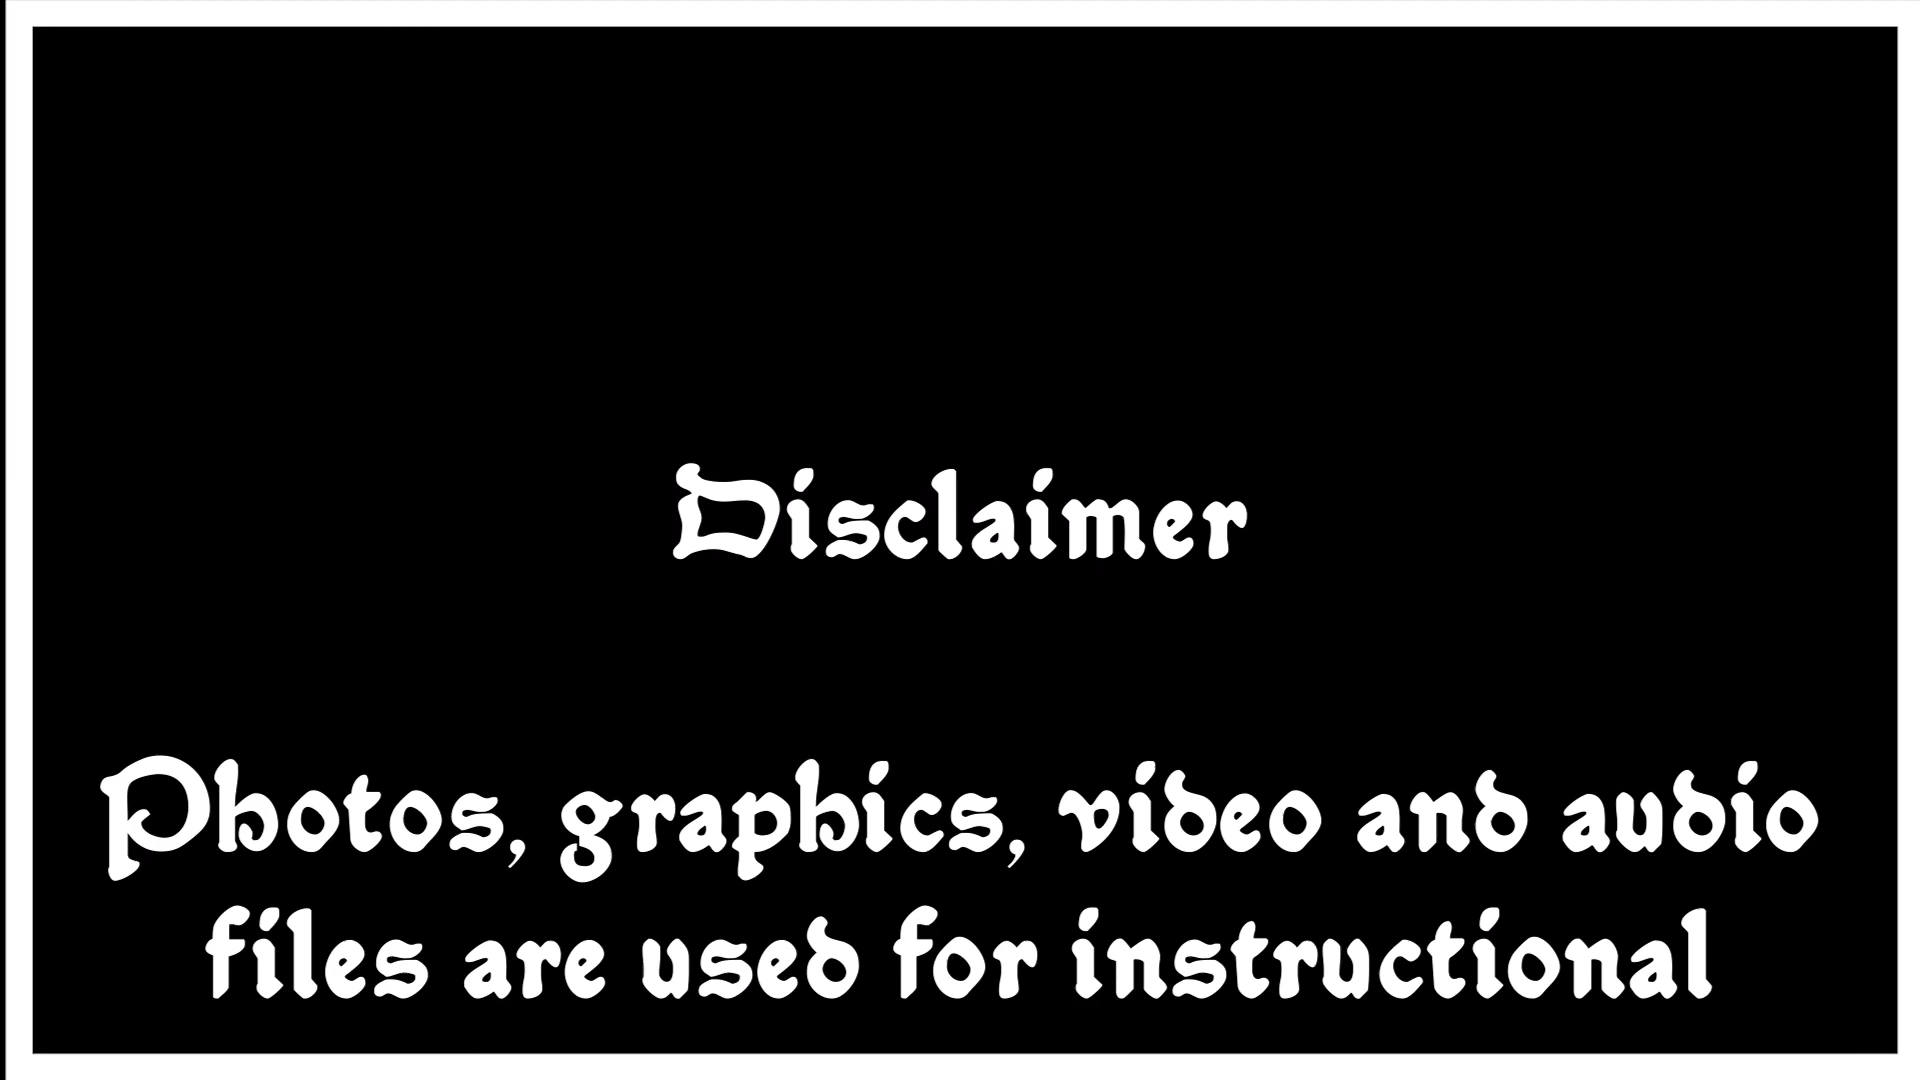 Disclaimer
Photos, graphics, video and audio
files are used for instructional